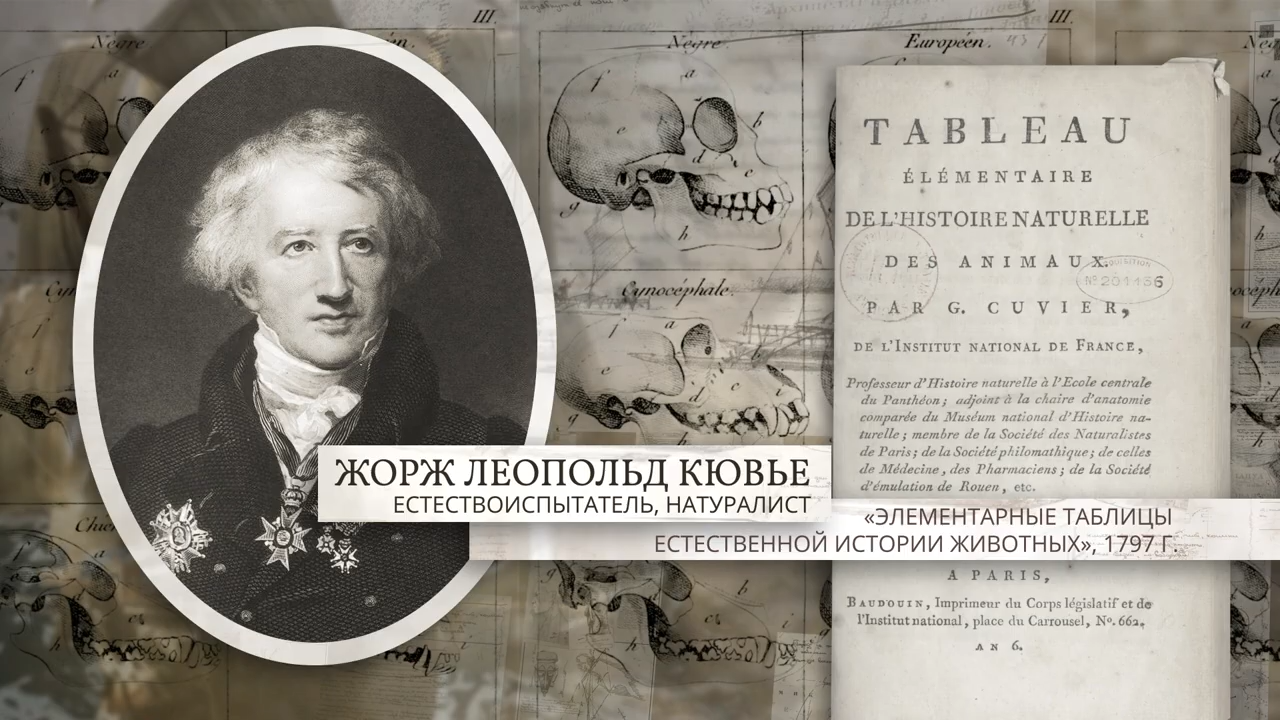 III.
III.
Nègre.
Européen.
Cynocéphale.
ЖОРЖ ЛЕОПОЛЬД КЮВЬЕ
ЕСТЕСТВОИСПЫТАТЕЛЬ, НАТУРАЛИСТ
TABLEAU
ÉLÉMENTAIRE
DE L'HISTOIRE NATURELLE
DES ANIMAUX.
PAR G. CUVIER,
DE L'INSTITUT NATIONAL DE FRANCE,
Professeur d'Histoire naturelle à l'Ecole centrale
du Panthéon ; adjoint à la chaire d'anatomie
comparée du Muséum national d'Histoire na-
turelle ; membre de la Société des Naturalistes
de Paris ; de la Société philomathique ; de celles
de Médecine, des Pharmaciens ; de la Société
d'émulation de Rouen, etc.
«ЭЛЕМЕНТАРНЫЕ ТАБЛИЦЫ
ЕСТЕСТВЕННОЙ ИСТОРИИ ЖИВОТНЫХ», 1797 Г.
A PARIS,
BAUDOUIN, Imprimeur du Corps législatif et de
l'Institut national, place du Carrousel, N°. 662.
AN 6.